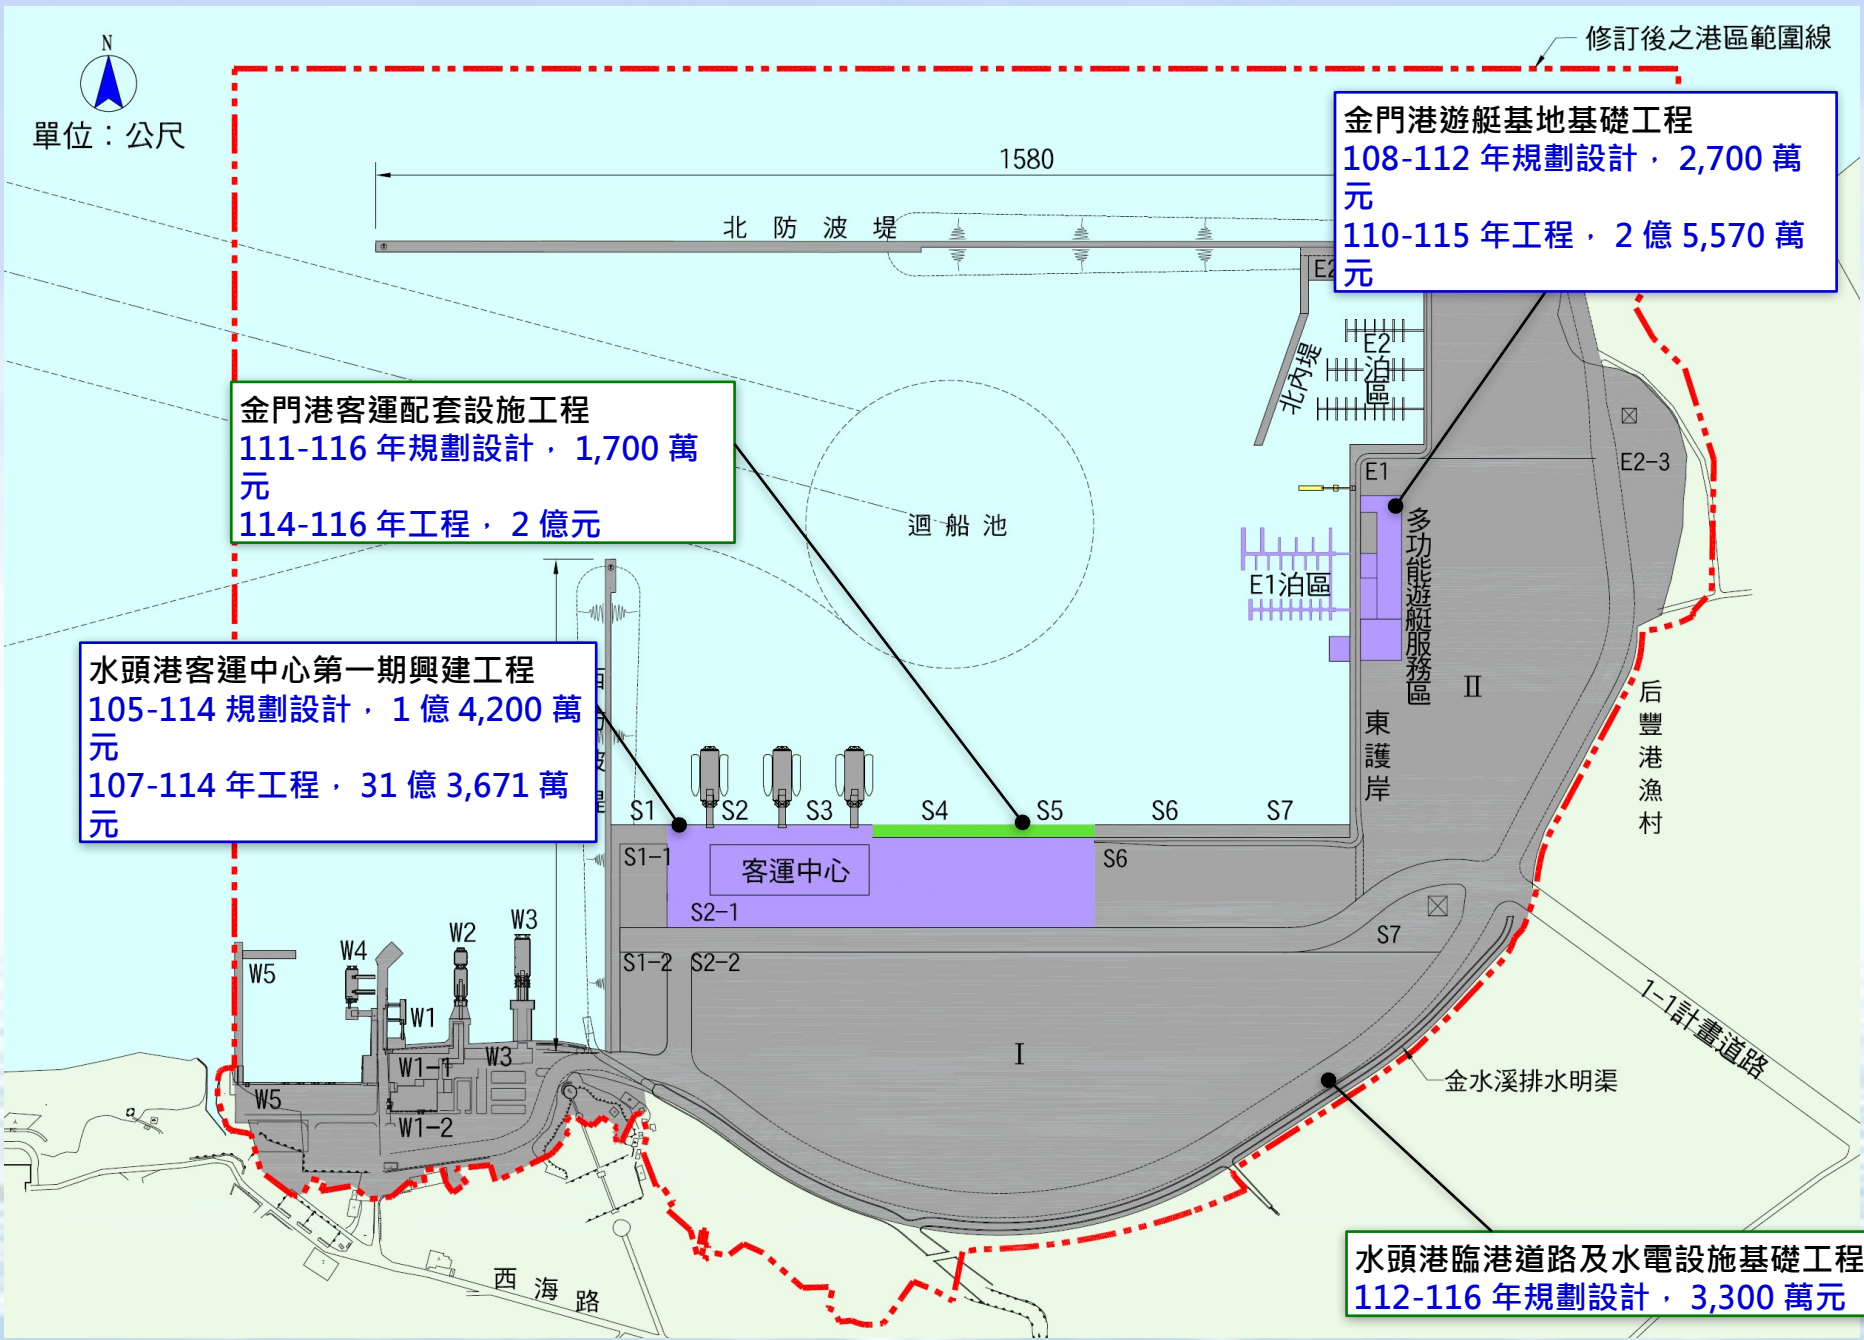 修訂後之港區範圍線
N
單位：公尺
金門港遊艇基地基礎工程
108-112 年規劃設計， 2,700 萬
元
110-115 年工程， 2 億 5,570 萬
元
1580
北防波堤
E2
北內堤
E2
泊
區
金門港客運配套設施工程
111-116 年規劃設計， 1,700 萬
元
114-116 年工程， 2 億元
E1
E2-3
迴船池
多功能遊艇服務區
E1泊區
水頭港客運中心第一期興建工程
105-114 規劃設計， 1 億 4,200 萬
元
107-114 年工程， 31 億 3,671 萬
元
II
后豐港漁村
東護岸
S1
S2
S3
S4
S5
S6
S7
S1-1
客運中心
S6
S2-1
S7
S1-2
S2-2
W5
W4
W2
W3
W1
W1-1
W3
W5
W1-2
I
1-1計畫道路
金水溪排水明渠
西海路
水頭港臨港道路及水電設施基礎工程
112-116 年規劃設計， 3,300 萬元